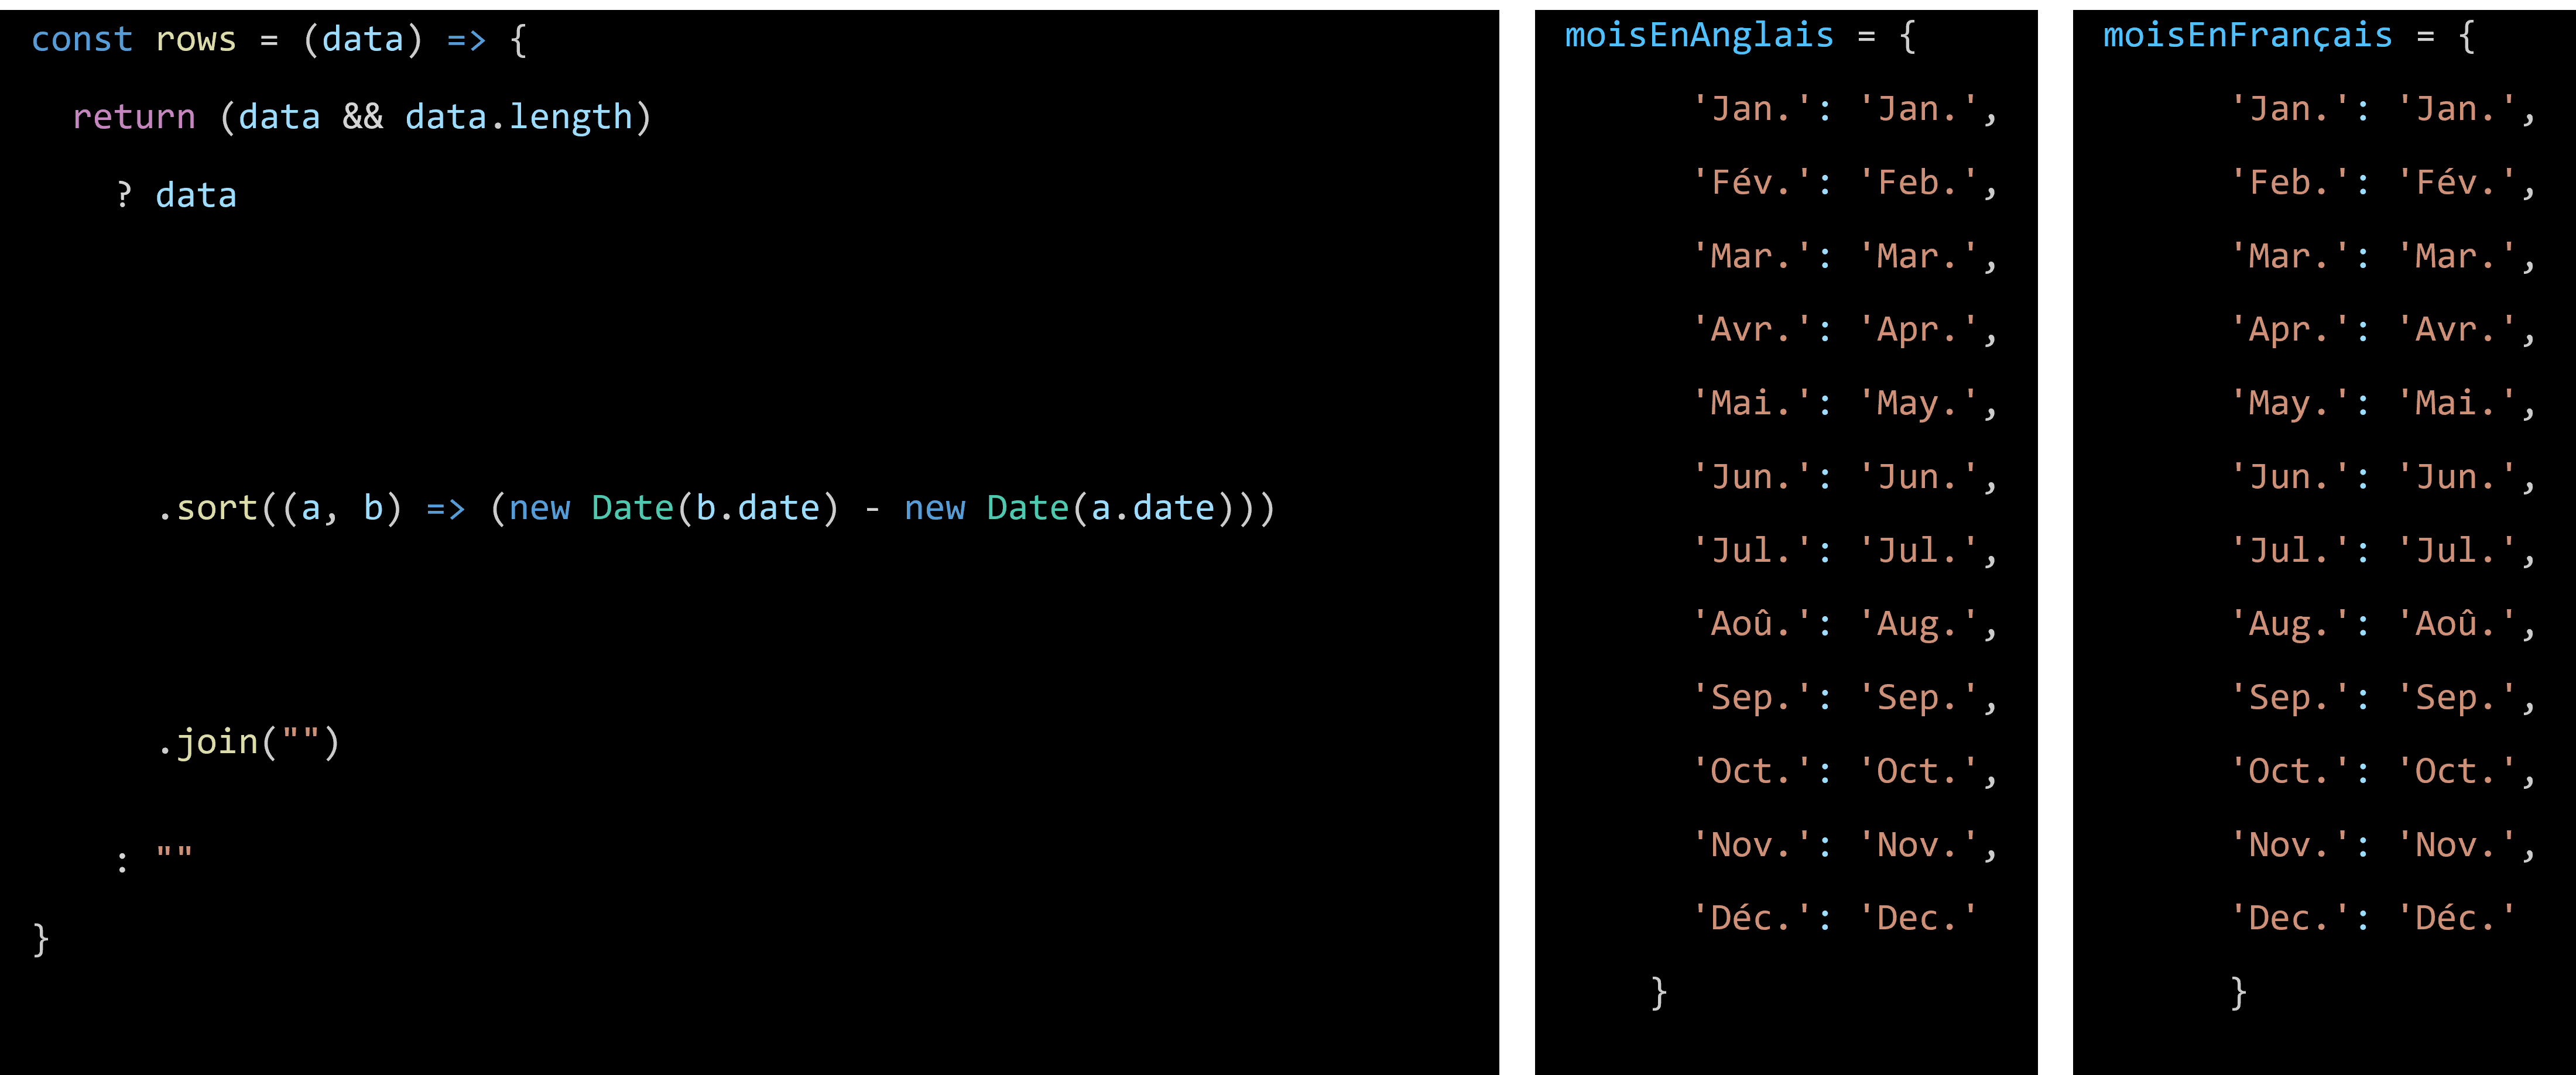 const rows = (data) => {
return (data && data.length)
? data
.sort((a, b) => (new Date(b.date) - new Date(a.date)))
.join("")
: ""
}
moisEnAnglais = {
'Jan.': 'Jan.',
'Fév.': 'Feb.',
'Mar.': 'Mar.',
'Avr.': 'Apr.',
'Mai.': 'May.',
'Jun.': 'Jun.',
'Jul.': 'Jul.',
'Aoû.': 'Aug.',
'Sep.': 'Sep.',
'Oct.': 'Oct.',
'Nov.': 'Nov.',
'Déc.': 'Dec.'
}
moisEnFrançais = {
'Jan.': 'Jan.',
'Feb.': 'Fév.',
'Mar.': 'Mar.',
'Apr.': 'Avr.',
'May.': 'Mai.',
'Jun.': 'Jun.',
'Jul.': 'Jul.',
'Aug.': 'Aoû.',
'Sep.': 'Sep.',
'Oct.': 'Oct.',
'Nov.': 'Nov.',
'Dec.': 'Déc.'
}